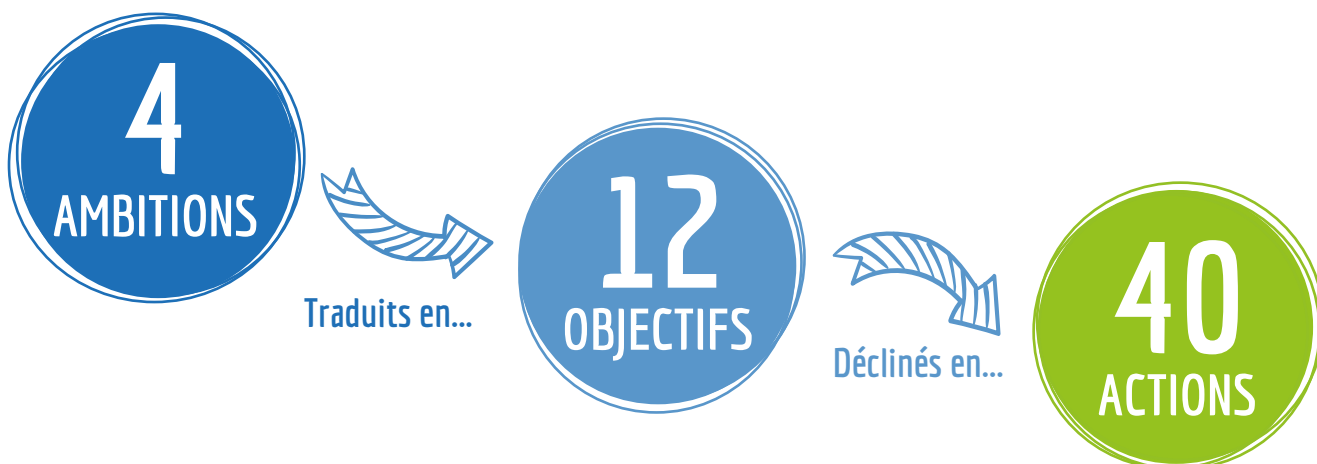 4
AMBITIONS
Traduits en...
12
OBJECTIFS
Déclinés en...
40
ACTIONS